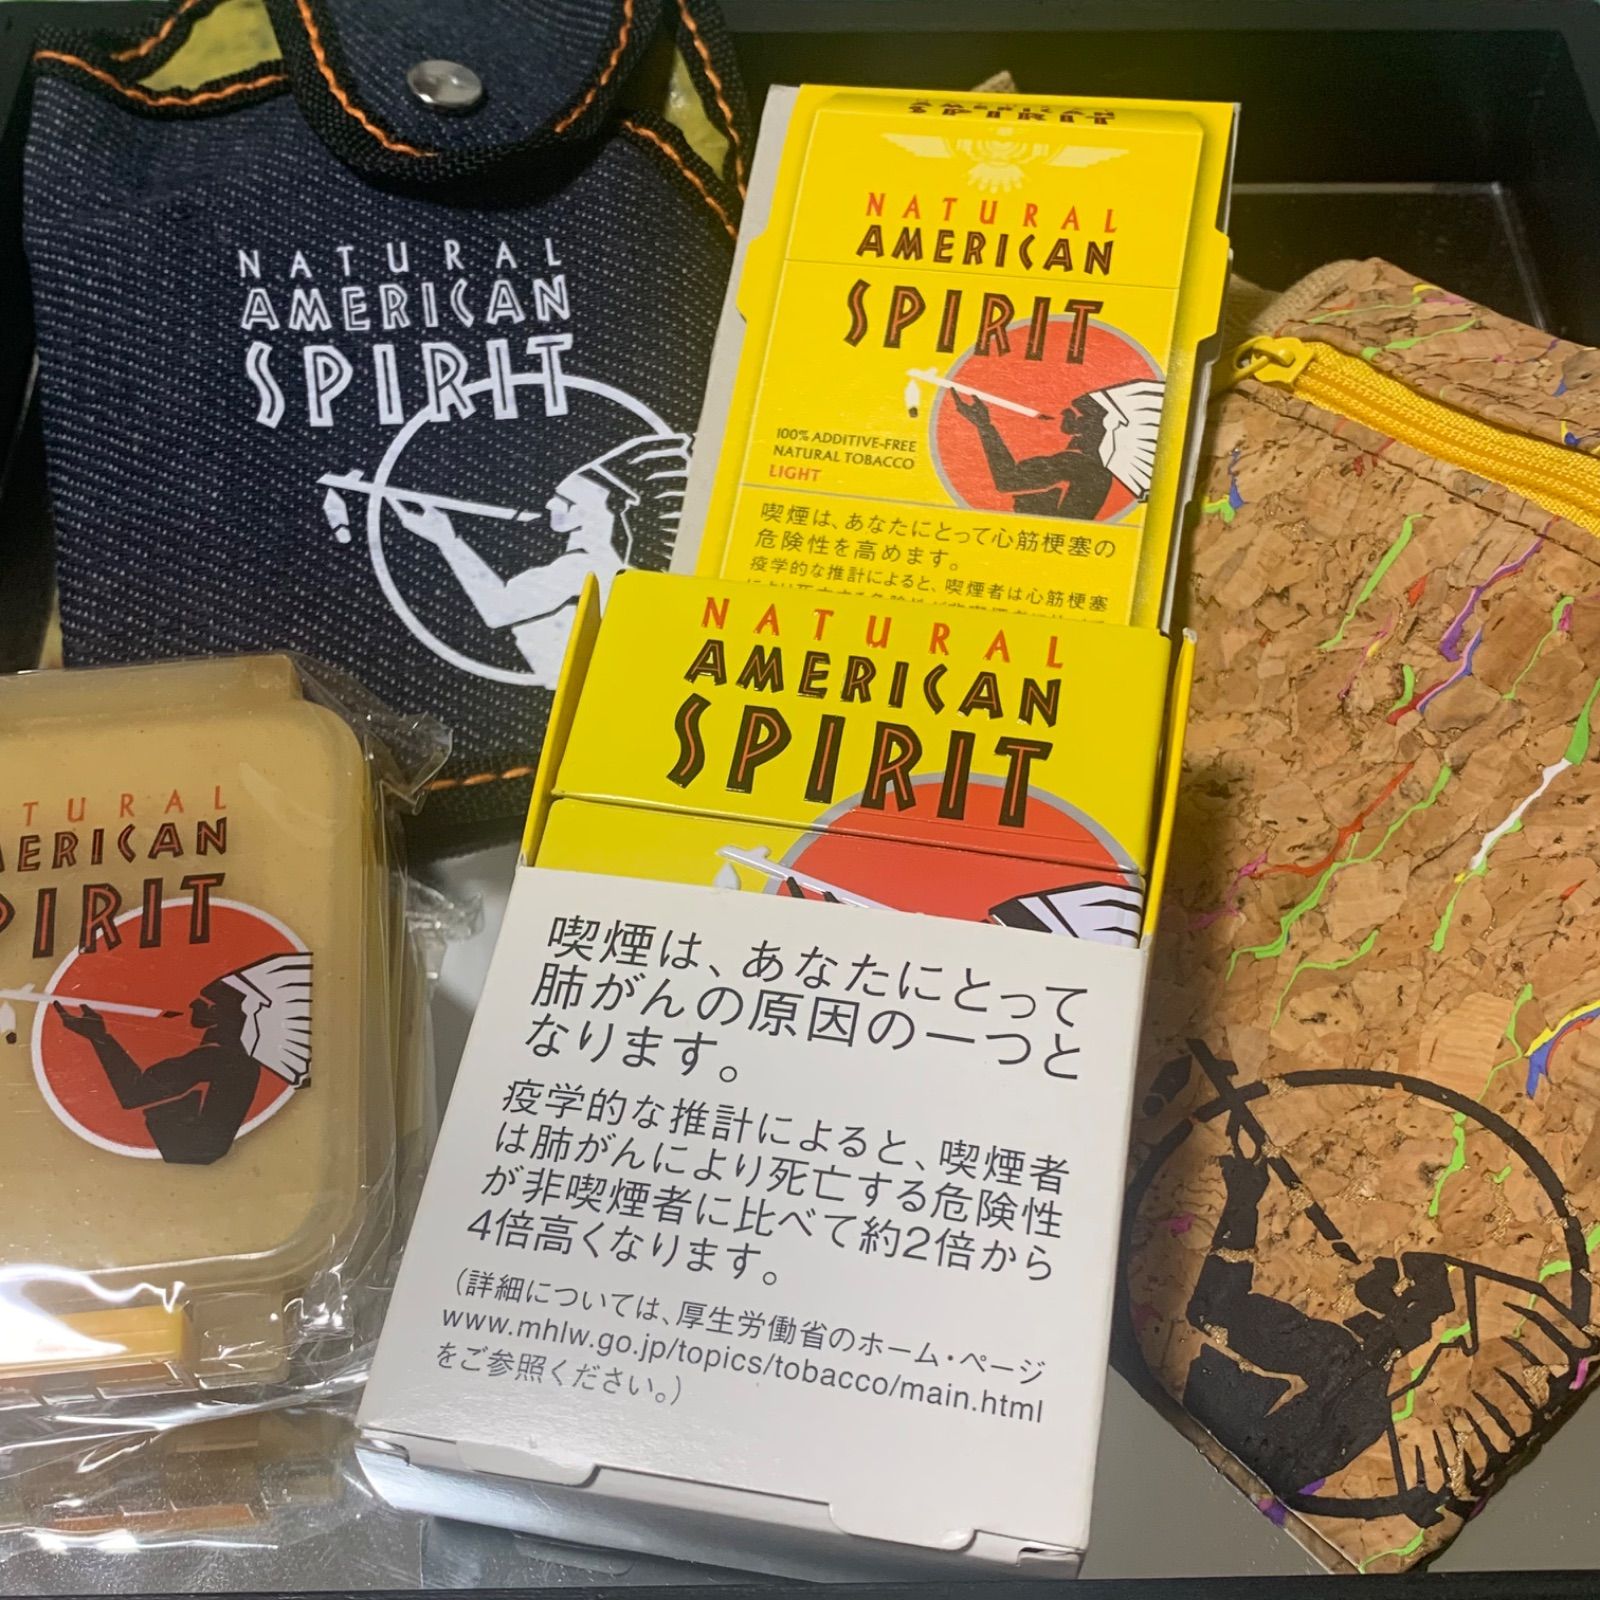 NATURAL
AMERICAN
SPIRIT
AMERICAN
SPIRIT
NATURAL
AMERICAN
SPIRIT
100% ADDITIVE-FREE
NATURAL TOBACCO
LIGHT
喫煙は、あなたにとって心筋梗塞の
危険性を高めます。
疫学的な推計によると、喫煙者は心筋梗塞
NATURAL
AMERICAN
SPIRIT
喫煙は、あなたにとって
肺がんの原因の一つと
なります。
疫学的な推計によると、喫煙者
は肺がんにより死亡する危険性
が非喫煙者に比べて約2倍から
4倍高くなります。
(詳細については、厚生労働省のホーム・ページ
www.mhlw.go.jp/topics/tobacco/main.html
をご参照ください。)
TURAL
ERICAN
PIRIT